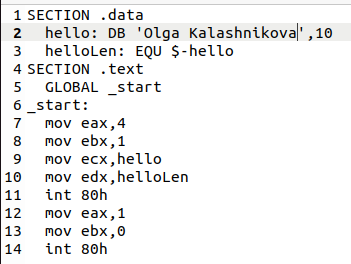 1 SECTION .data
2   hello: DB 'Olga Kalashnikova',10
3   helloLen: EQU $-hello
4 SECTION .text
5   GLOBAL _start
6 _start:
7   mov eax,4
8   mov ebx,1
9   mov ecx,hello
10   mov edx,helloLen
11   int 80h
12   mov eax,1
13   mov ebx,0
14   int 80h